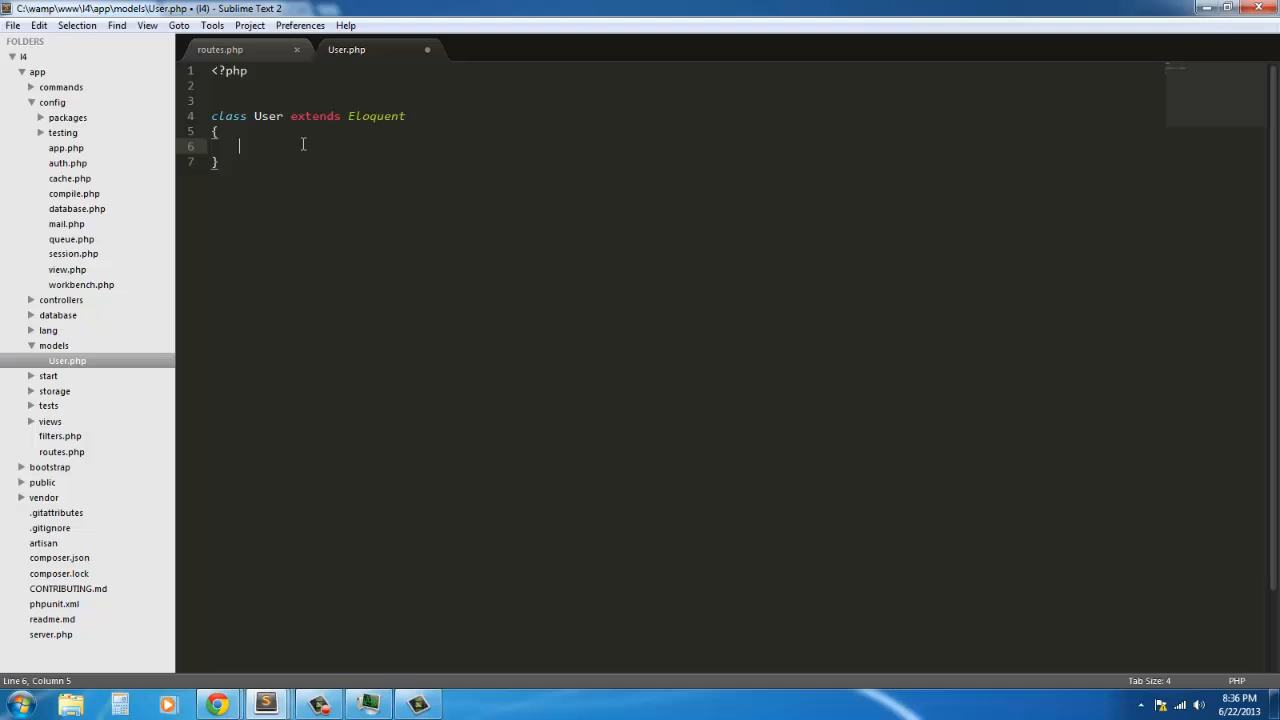 C:\wamp\www\l4\app\models\User.php • (l4) - Sublime Text 2
File Edit Selection Find View Goto Tools Project Preferences Help
FOLDERS
l4
app
commands
config
packages
testing
app.php
auth.php
cache.php
compile.php
database.php
mail.php
queue.php
session.php
view.php
workbench.php
controllers
database
lang
models
User.php
start
storage
tests
views
filters.php
routes.php
bootstrap
public
vendor
.gitattributes
.gitignore
artisan
composer.json
composer.lock
CONTRIBUTING.md
phpunit.xml
readme.md
server.php
routes.php × User.php
1 <?php
2
3
4 class User extends Eloquent
5 {
6
7 }
Line 6, Column 5 Tab Size: 4 PHP
8:36 PM
6/22/2013